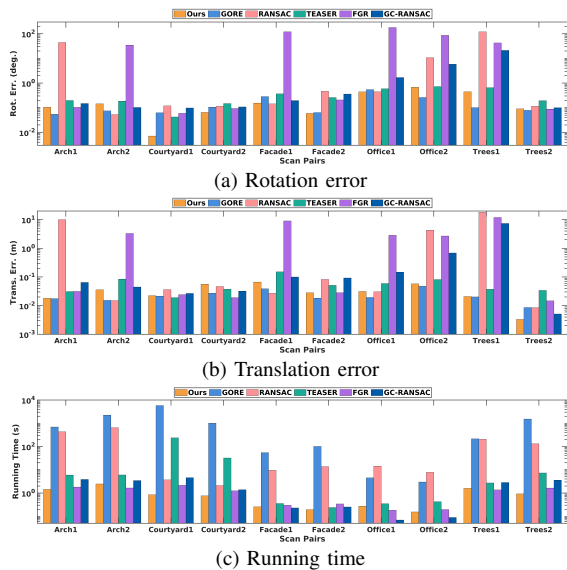 Ours GORE RANSAC TEASER FGR GC-RANSAC
Rot. Err. (deg.)
10^2
10^0
10^-2
Arch1 Arch2 Courtyard1 Courtyard2 Facade1 Facade2 Office1 Office2 Trees1 Trees2
Scan Pairs
(a) Rotation error
Ours GORE RANSAC TEASER FGR GC-RANSAC
Trans. Err. (m)
10^1
10^0
10^-1
10^-2
10^-3
Arch1 Arch2 Courtyard1 Courtyard2 Facade1 Facade2 Office1 Office2 Trees1 Trees2
Scan Pairs
(b) Translation error
Ours GORE RANSAC TEASER FGR GC-RANSAC
Running Time (s)
10^4
10^2
10^0
Arch1 Arch2 Courtyard1 Courtyard2 Facade1 Facade2 Office1 Office2 Trees1 Trees2
Scan Pairs
(c) Running time